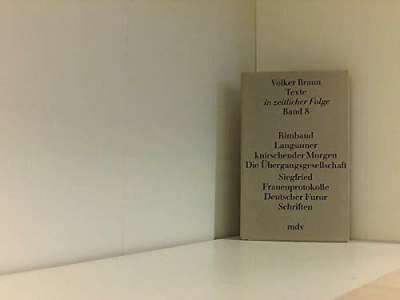 Volker Braun
Texte
in zeitlicher Folge
Band 8
Rimbaud
Langsamer
knirschender Morgen
Die Übergangsgesellschaft
Siegfried
Frauenprotokolle
Deutscher Furor
Schriften
mdv